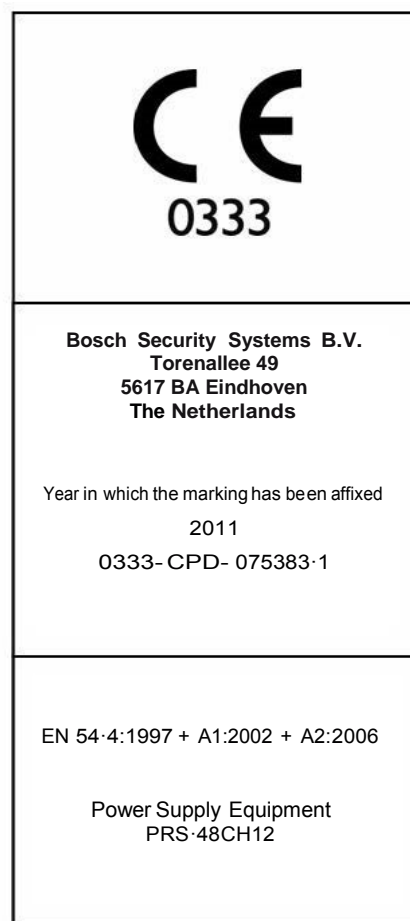 CE
0333
Bosch Security Systems B.V.
Torenallee 49
5617 BA Eindhoven
The Netherlands
Year in which the marking has been affixed
2011
0333-CPD-075383·1
EN 54·4:1997 + A1:2002 + A2:2006
Power Supply Equipment
PRS·48CH12